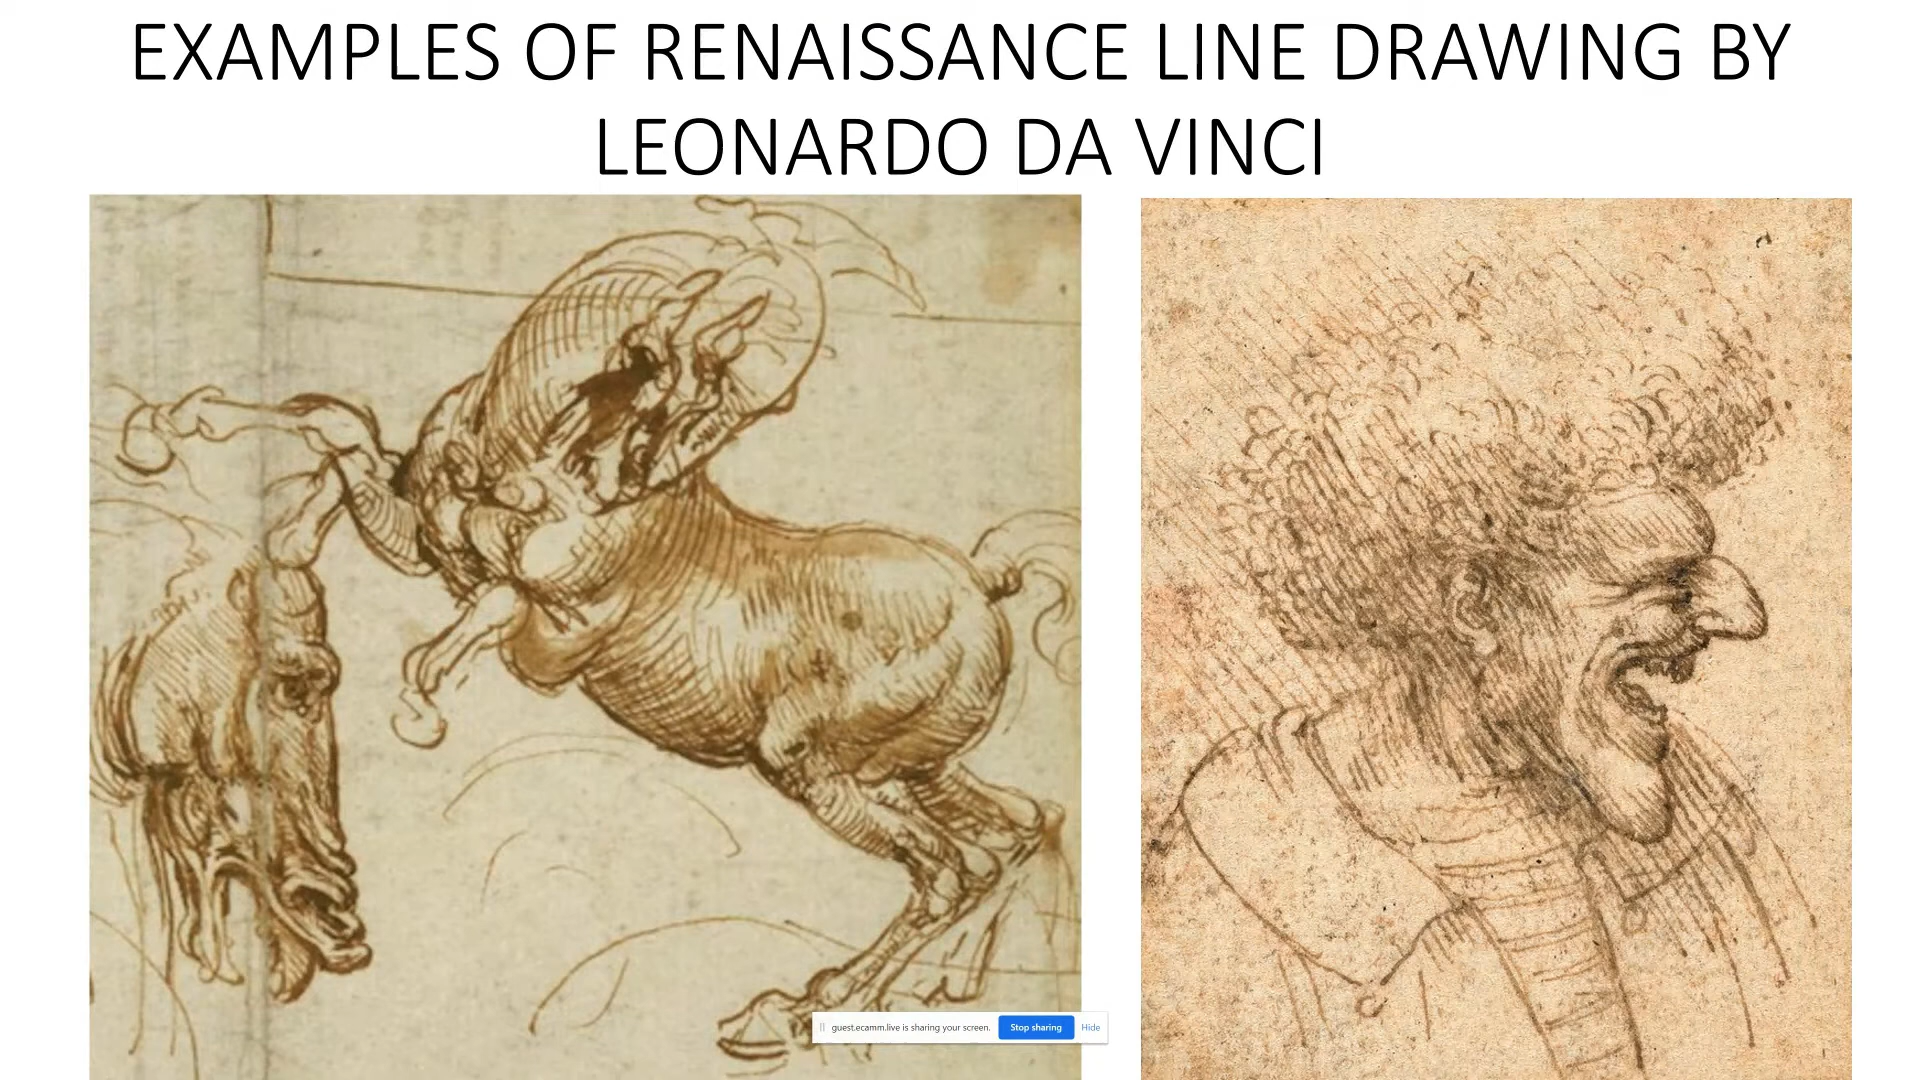 EXAMPLES OF RENAISSANCE LINE DRAWING BY
LEONARDO DA VINCI
guest.ecamm.live is sharing your screen. Stop sharing Hide